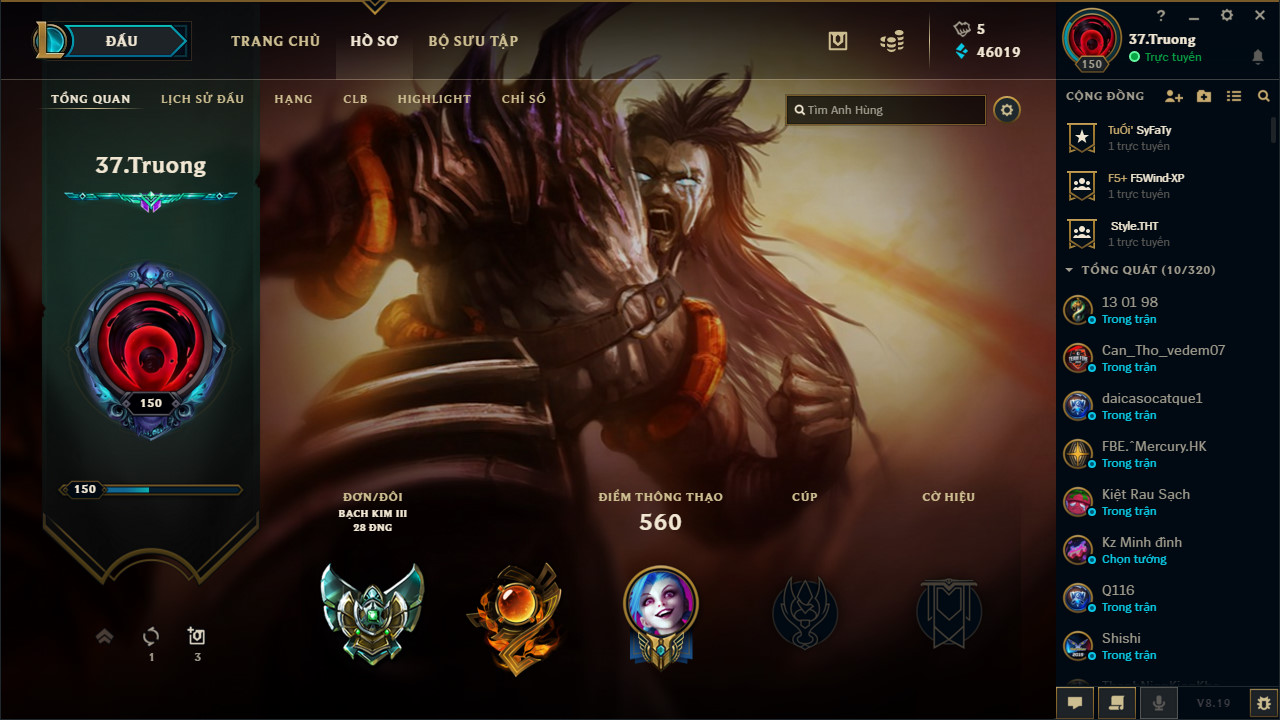 ĐẤU
TRANG CHỦ
HỒ SƠ
BỘ SƯU TẬP
5
46019
?
37.Truong
Trực tuyến
150
TỔNG QUAN
LỊCH SỬ ĐẤU
HẠNG
CLB
HIGHLIGHT
CHỈ SỐ
Tìm Anh Hùng
37.Truong
150
150
1
3
ĐƠN/ĐÔI
BẠCH KIM III
28 ĐNG
ĐIỂM THÔNG THẠO
560
CÚP
CỜ HIỆU
CỘNG ĐỒNG
TuỔi' SyFaTy
1 trực tuyến
F5+ F5Wind-XP
1 trực tuyến
Style.THT
1 trực tuyến
TỔNG QUÁT (10/320)
13 01 98
Trong trận
Can_Tho_vedem07
Trong trận
daicasocatque1
Trong trận
FBE.ˆMercury.HK
Trong trận
Kiệt Rau Sạch
Trong trận
Kz Minh đình
Chọn tướng
Q116
Trong trận
Shishi
Trong trận
V8.19